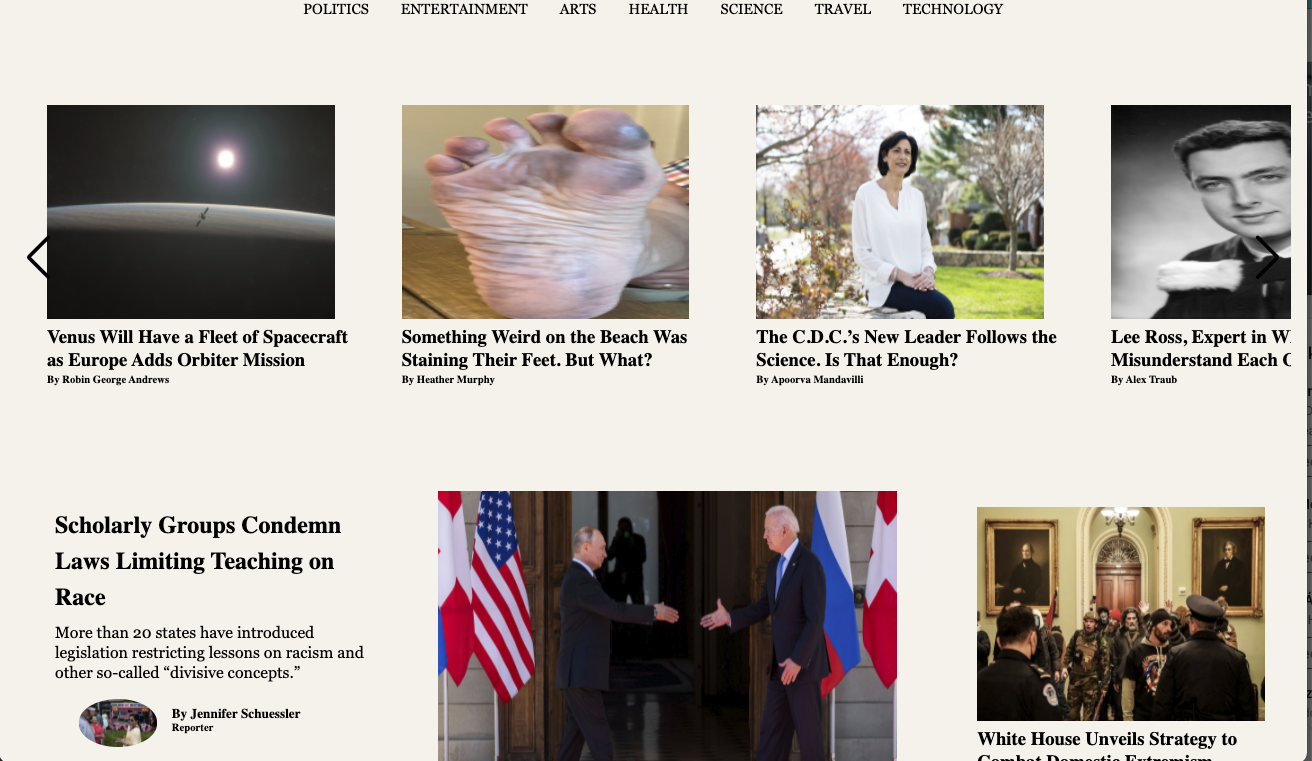 POLITICS ENTERTAINMENT ARTS HEALTH SCIENCE TRAVEL TECHNOLOGY
Venus Will Have a Fleet of Spacecraft
as Europe Adds Orbiter Mission
By Robin George Andrews
Something Weird on the Beach Was
Staining Their Feet. But What?
By Heather Murphy
The C.D.C.’s New Leader Follows the
Science. Is That Enough?
By Apoorva Mandavilli
Lee Ross, Expert in
Misunderstand Each
By Alex Traub
Scholarly Groups Condemn
Laws Limiting Teaching on
Race
More than 20 states have introduced
legislation restricting lessons on racism and
other so-called “divisive concepts.”
By Jennifer Schuessler
Reporter
White House Unveils Strategy to
Combat Domestic Extremism